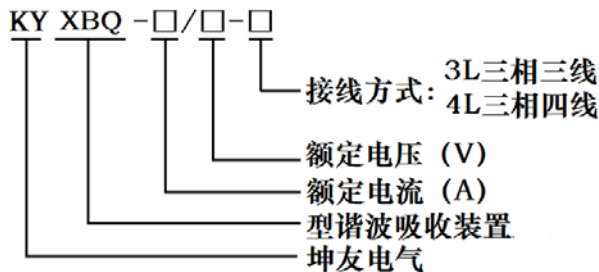 KY XBQ -□/□-□
接线方式: 3L三相三线
4L三相四线
额定电压 (V)
额定电流 (A)
型谐波吸收装置
坤友电气